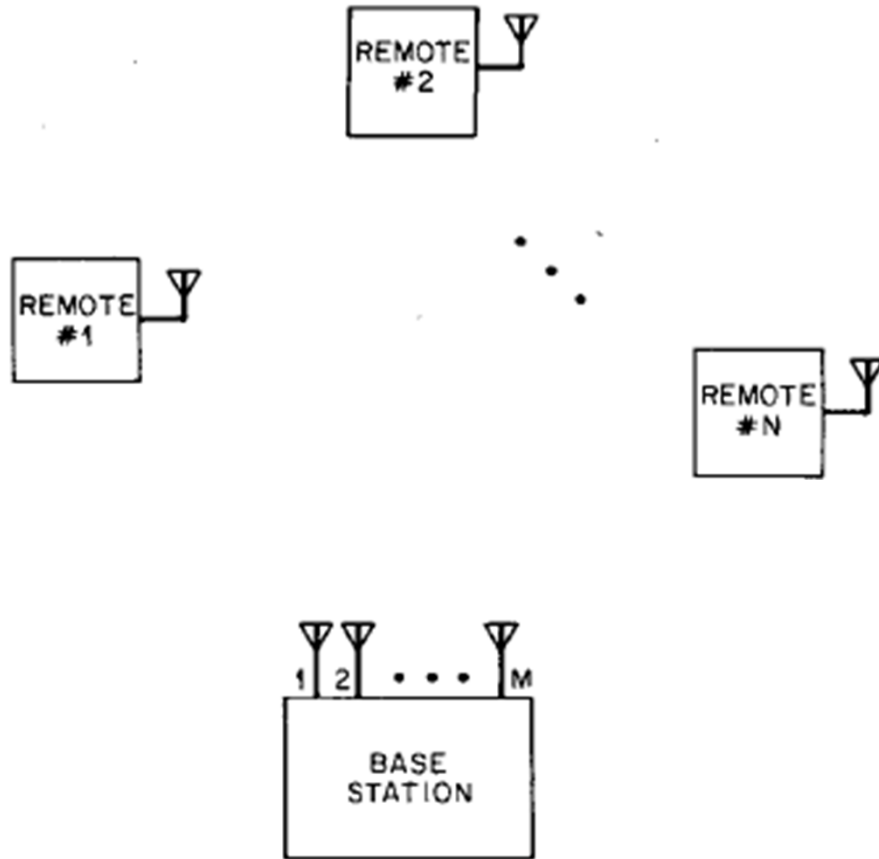 REMOTE
#2
REMOTE
#1
REMOTE
#N
1 2 M
BASE
STATION